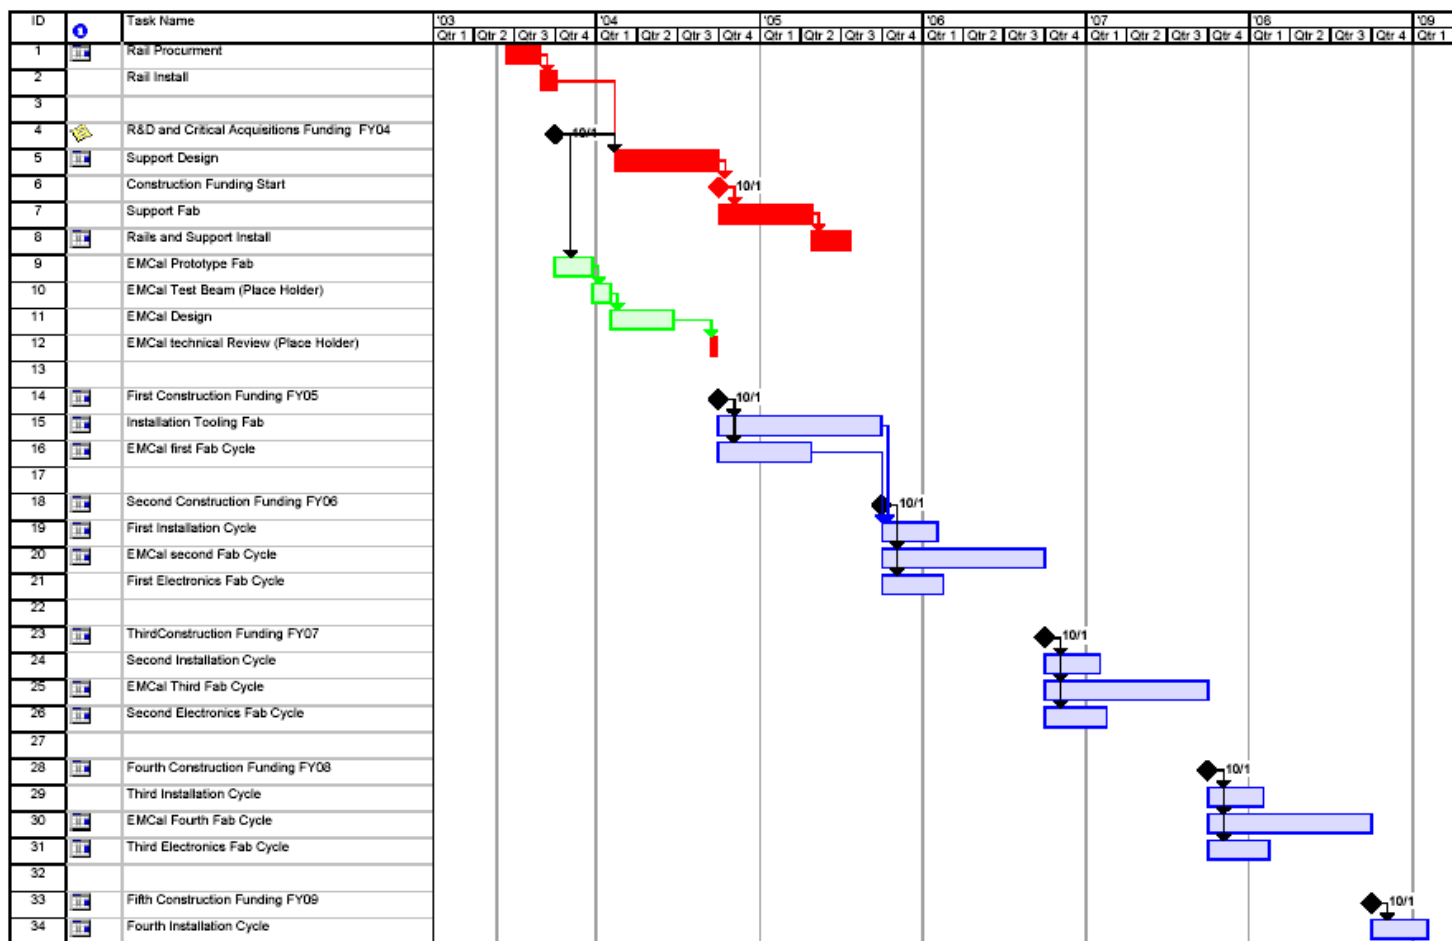 ID Task Name '03 '04 '05 '06 '07 '08 '09
Qtr 1 Qtr 2 Qtr 3 Qtr 4 Qtr 1 Qtr 2 Qtr 3 Qtr 4 Qtr 1 Qtr 2 Qtr 3 Qtr 4 Qtr 1 Qtr 2 Qtr 3 Qtr 4 Qtr 1 Qtr 2 Qtr 3 Qtr 4 Qtr 1 Qtr 2 Qtr 3 Qtr 4 Qtr 1
1 Rail Procurment
2 Rail Install
3
4 R&D and Critical Acquisitions Funding FY04 10/1
5 Support Design
6 Construction Funding Start 10/1
7 Support Fab
8 Rails and Support Install
9 EMCal Prototype Fab
10 EMCal Test Beam (Place Holder)
11 EMCal Design
12 EMCal technical Review (Place Holder)
13
14 First Construction Funding FY05 10/1
15 Installation Tooling Fab
16 EMCal first Fab Cycle
17
18 Second Construction Funding FY06 10/1
19 First Installation Cycle
20 EMCal second Fab Cycle
21 First Electronics Fab Cycle
22
23 ThirdConstruction Funding FY07 10/1
24 Second Installation Cycle
25 EMCal Third Fab Cycle
26 Second Electronics Fab Cycle
27
28 Fourth Construction Funding FY08 10/1
29 Third Installation Cycle
30 EMCal Fourth Fab Cycle
31 Third Electronics Fab Cycle
32
33 Fifth Construction Funding FY09 10/1
34 Fourth Installation Cycle